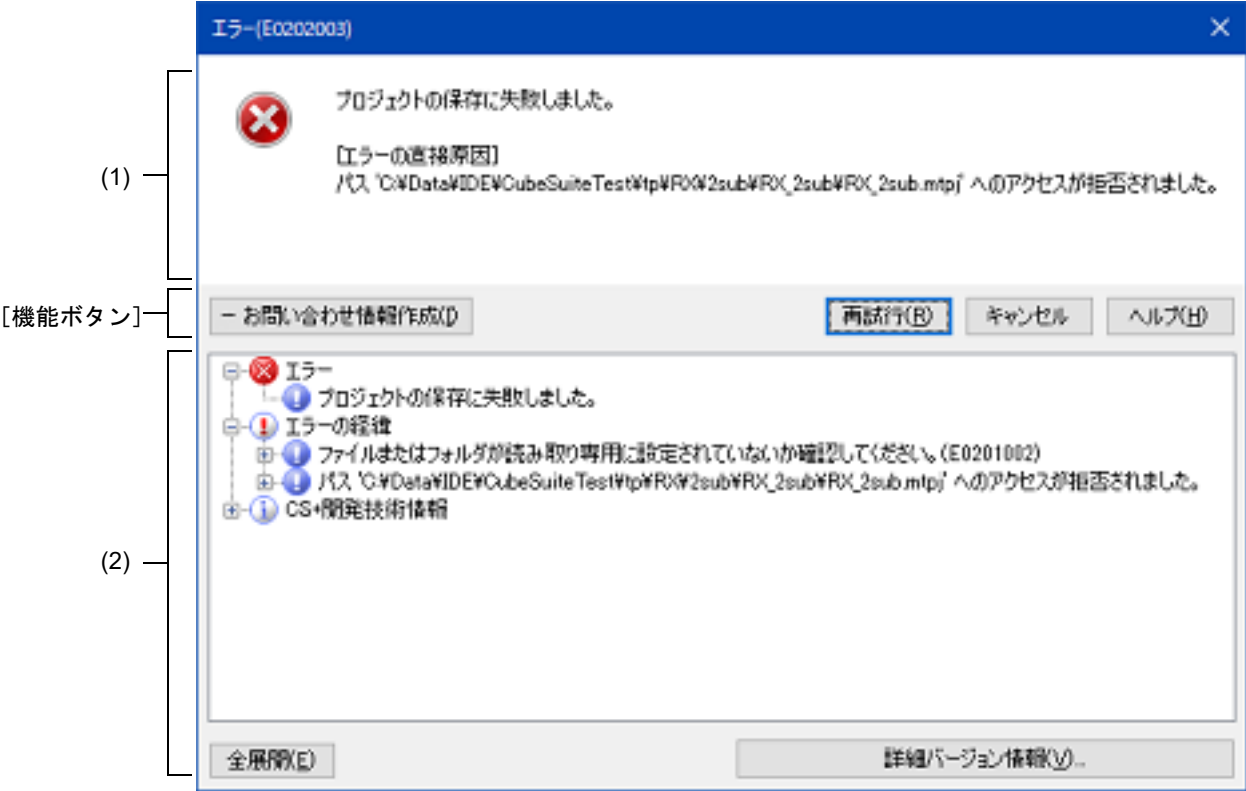 エラー(E0202003)
プロジェクトの保存に失敗しました。
[エラーの直接原因]
パス 'C:¥Data¥IDE¥CubeSuiteTest¥tp¥RX¥2sub¥RX_2sub¥RX_2sub.mtpj' へのアクセスが拒否されました。
(1)
[機能ボタン]
− お問い合わせ情報作成(I)
再試行(R)
キャンセル
ヘルプ(H)
エラー
プロジェクトの保存に失敗しました。
エラーの経緯
ファイルまたはフォルダが読み取り専用に設定されていないか確認してください。(E0201002)
パス 'C:¥Data¥IDE¥CubeSuiteTest¥tp¥RX¥2sub¥RX_2sub¥RX_2sub.mtpj' へのアクセスが拒否されました。
CS+開発技術情報
(2)
全展開(E)
詳細バージョン情報(V)...